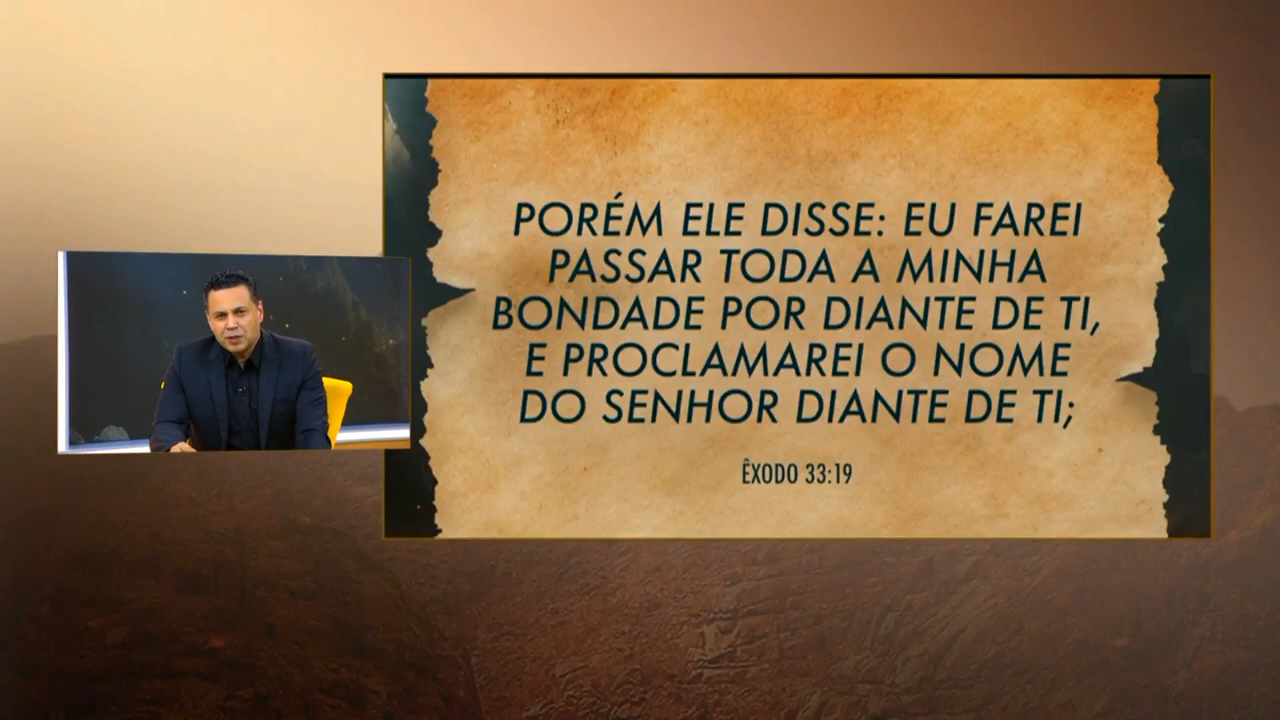 PORÉM ELE DISSE: EU FAREI
PASSAR TODA A MINHA
BONDADE POR DIANTE DE TI,
E PROCLAMAREI O NOME
DO SENHOR DIANTE DE TI;
ÊXODO 33:19